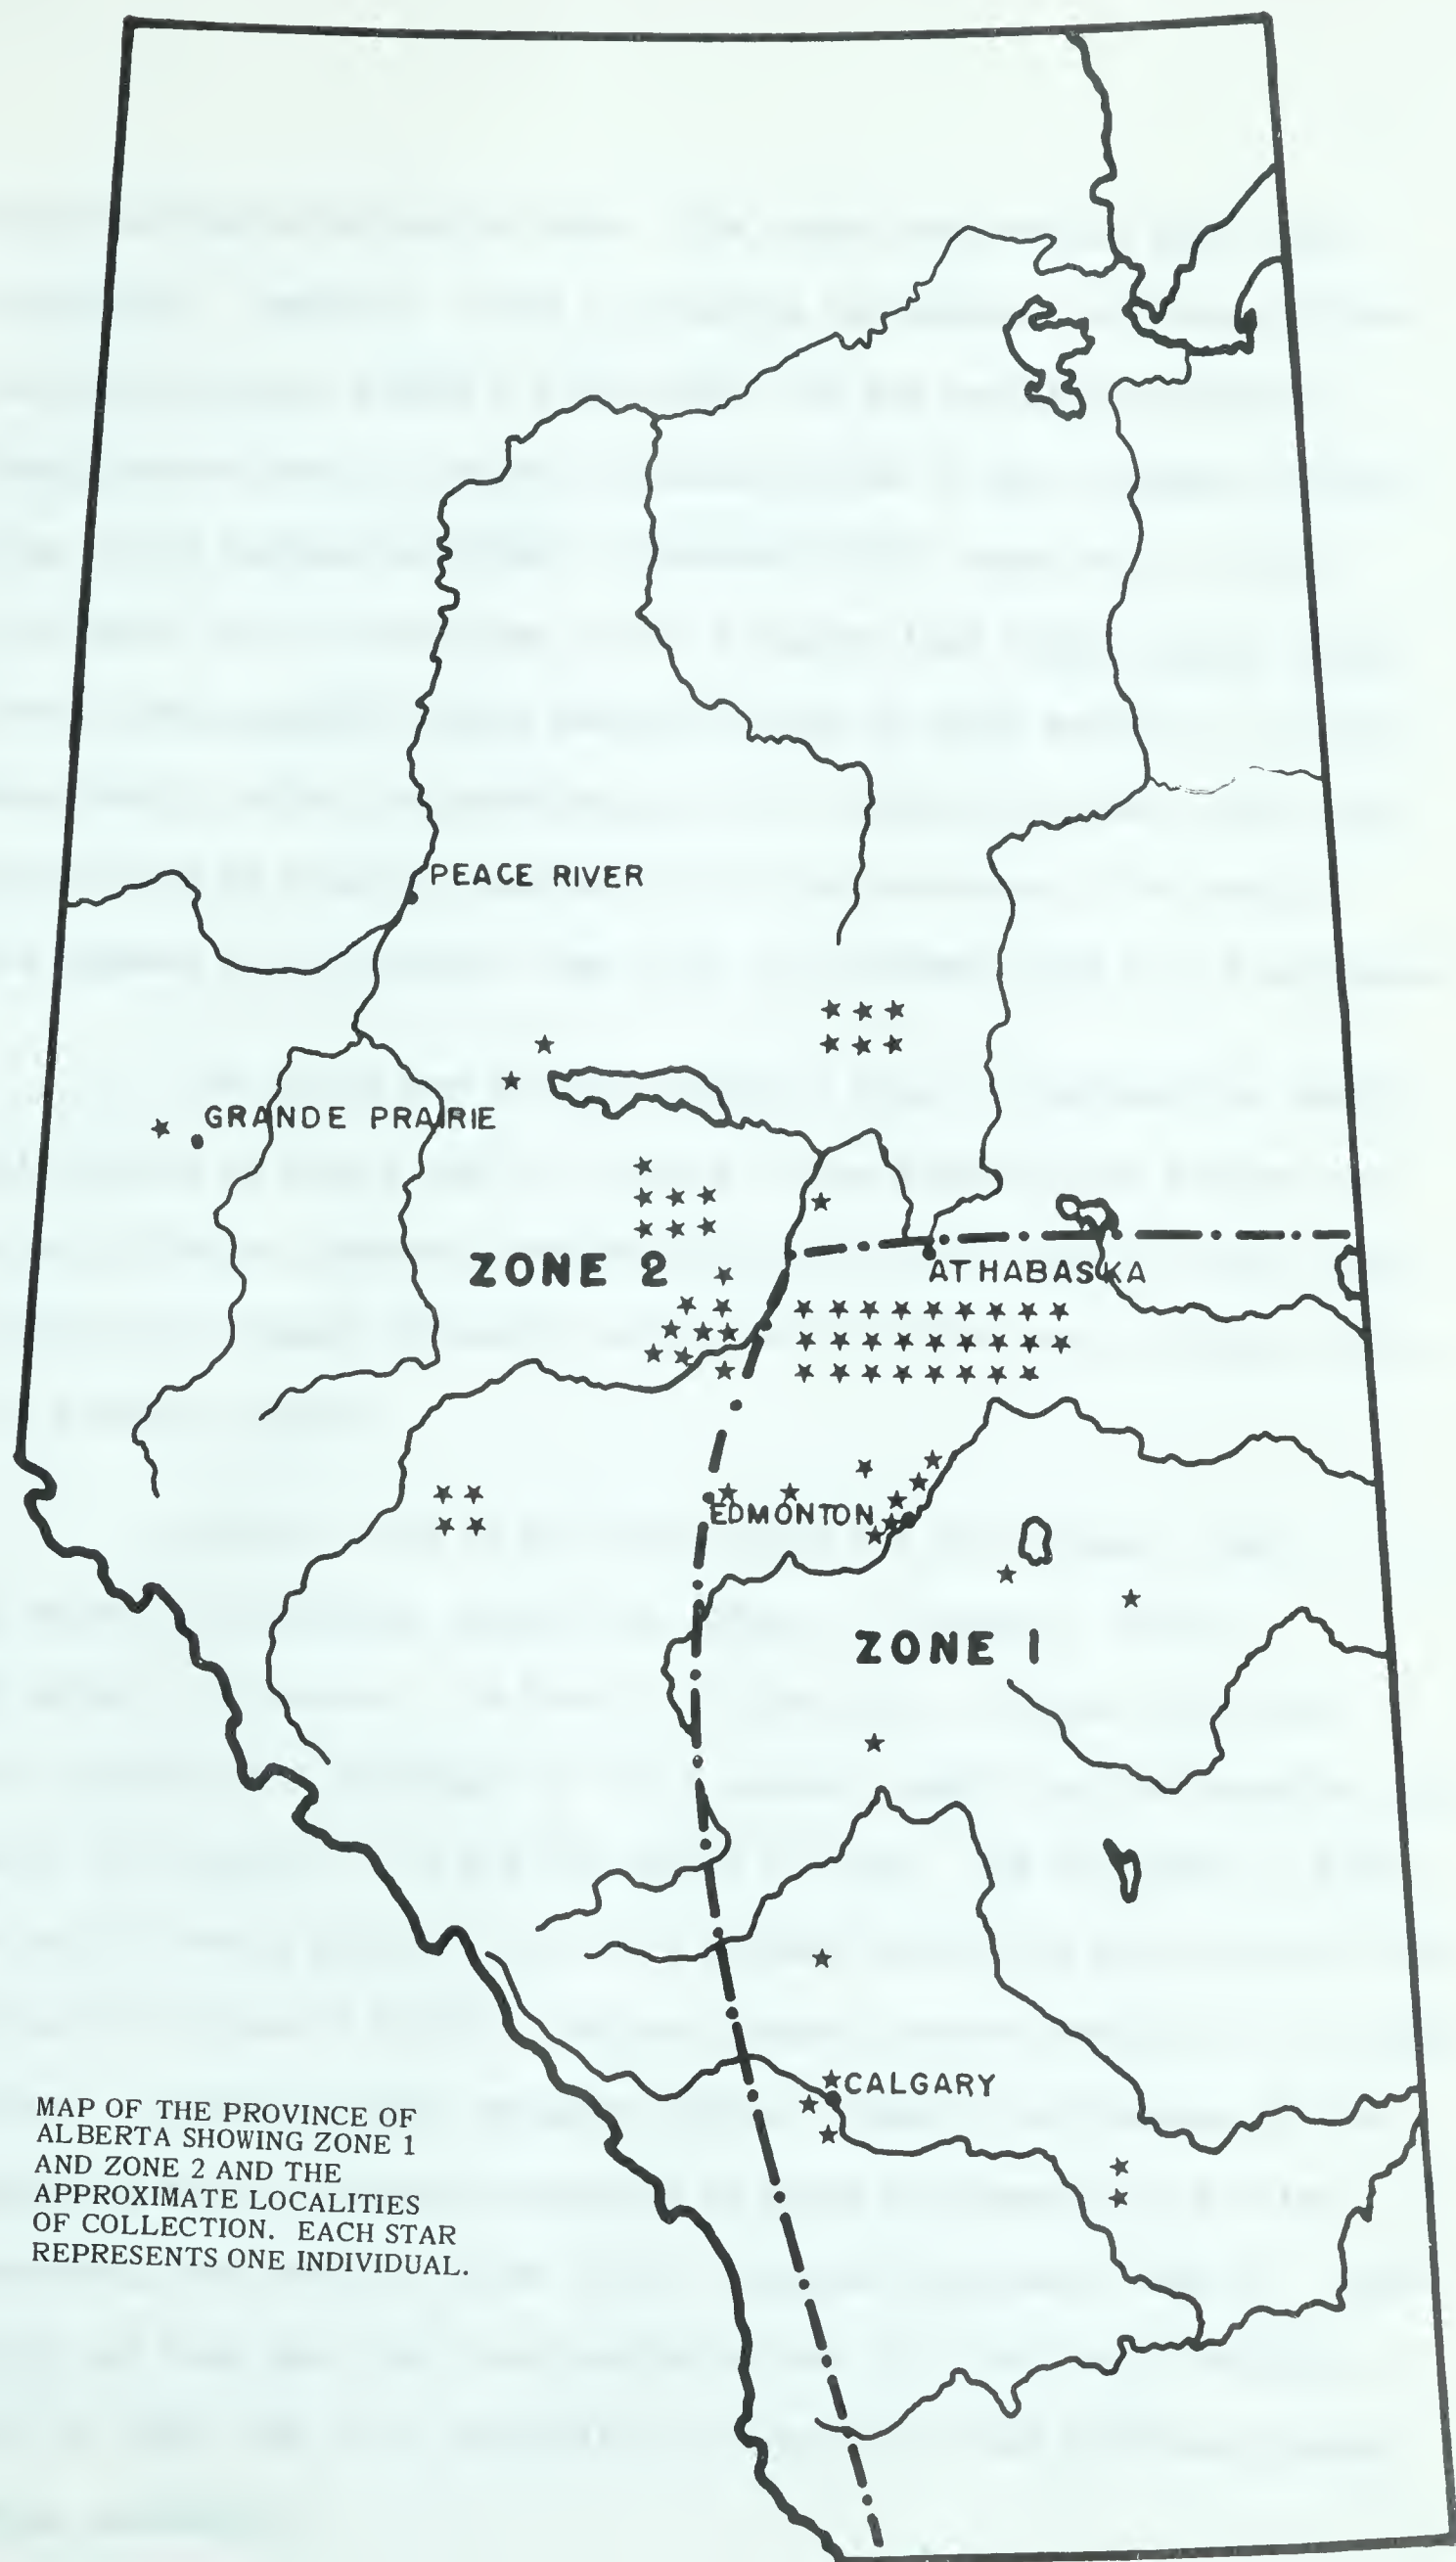 PEACE RIVER
GRANDE PRAIRIE
ZONE 2
ATHABASKA
EDMONTON
ZONE 1
CALGARY
MAP OF THE PROVINCE OF
ALBERTA SHOWING ZONE 1
AND ZONE 2 AND THE
APPROXIMATE LOCALITIES
OF COLLECTION. EACH STAR
REPRESENTS ONE INDIVIDUAL.